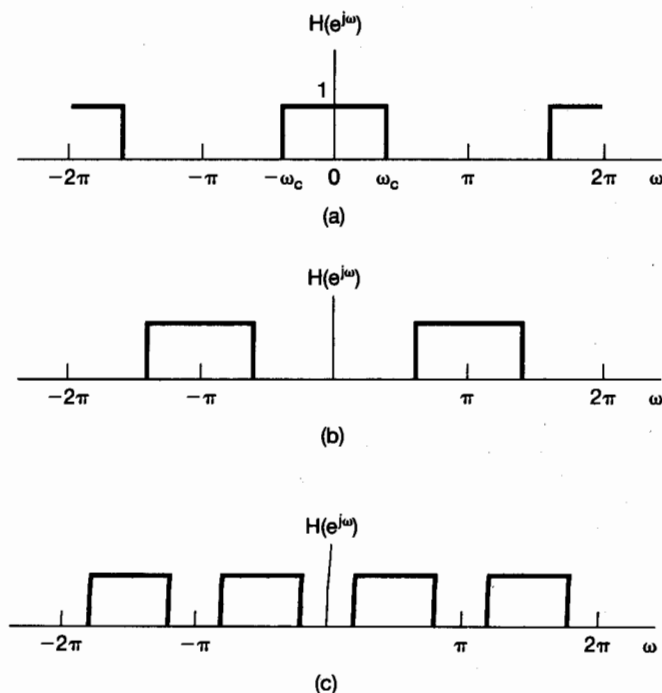 H(e^{jω})
1
−2π −π −ω_c 0 ω_c π 2π ω
(a)
H(e^{jω})
−2π −π π 2π ω
(b)
H(e^{jω})
−2π −π π 2π ω
(c)